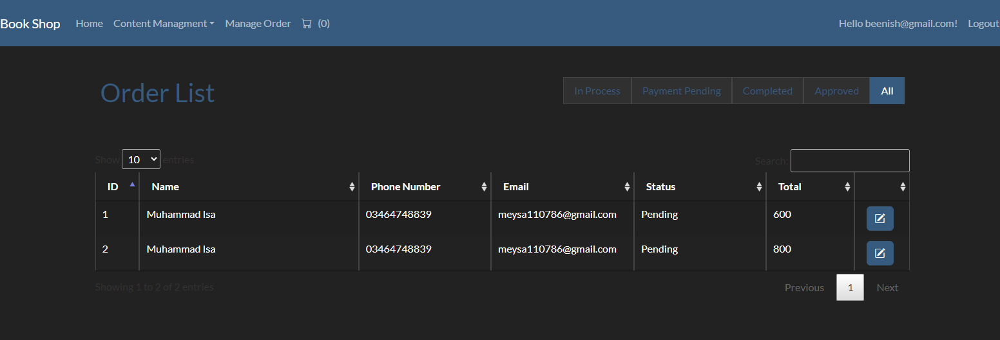 Book Shop Home Content Managment Manage Order (0) Hello beenish@gmail.com! Logout
Order List In Process Payment Pending Completed Approved All
Show 10 entries Search:
ID Name Phone Number Email Status Total
1 Muhammad Isa 03464748839 meysa110786@gmail.com Pending 600
2 Muhammad Isa 03464748839 meysa110786@gmail.com Pending 800
Showing 1 to 2 of 2 entries Previous 1 Next